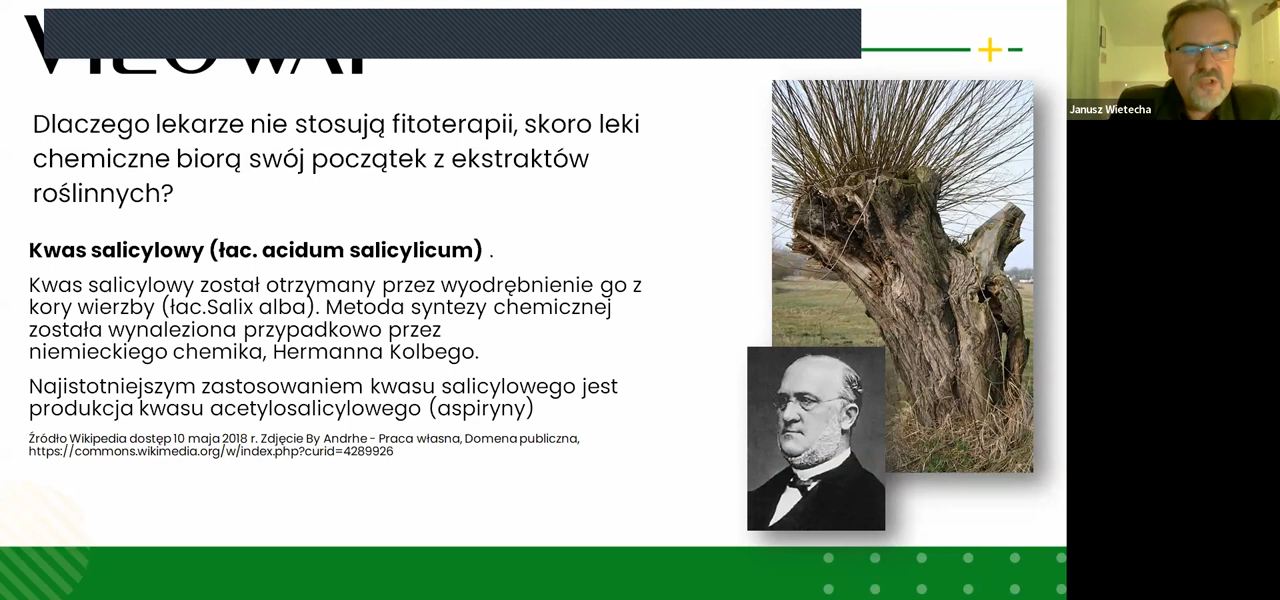 Dlaczego lekarze nie stosują fitoterapii, skoro leki
chemiczne biorą swój początek z ekstraktów
roślinnych?
Kwas salicylowy (łac. acidum salicylicum) .
Kwas salicylowy został otrzymany przez wyodrębnienie go z
kory wierzby (łac.Salix alba). Metoda syntezy chemicznej
została wynaleziona przypadkowo przez
niemieckiego chemika, Hermanna Kolbego.
Najistotniejszym zastosowaniem kwasu salicylowego jest
produkcja kwasu acetylosalicylowego (aspiryny)
Źródło Wikipedia dostęp 10 maja 2018 r. Zdjęcie By Andrhe - Praca własna, Domena publiczna,
https://commons.wikimedia.org/w/index.php?curid=4289926
Janusz Wietecha